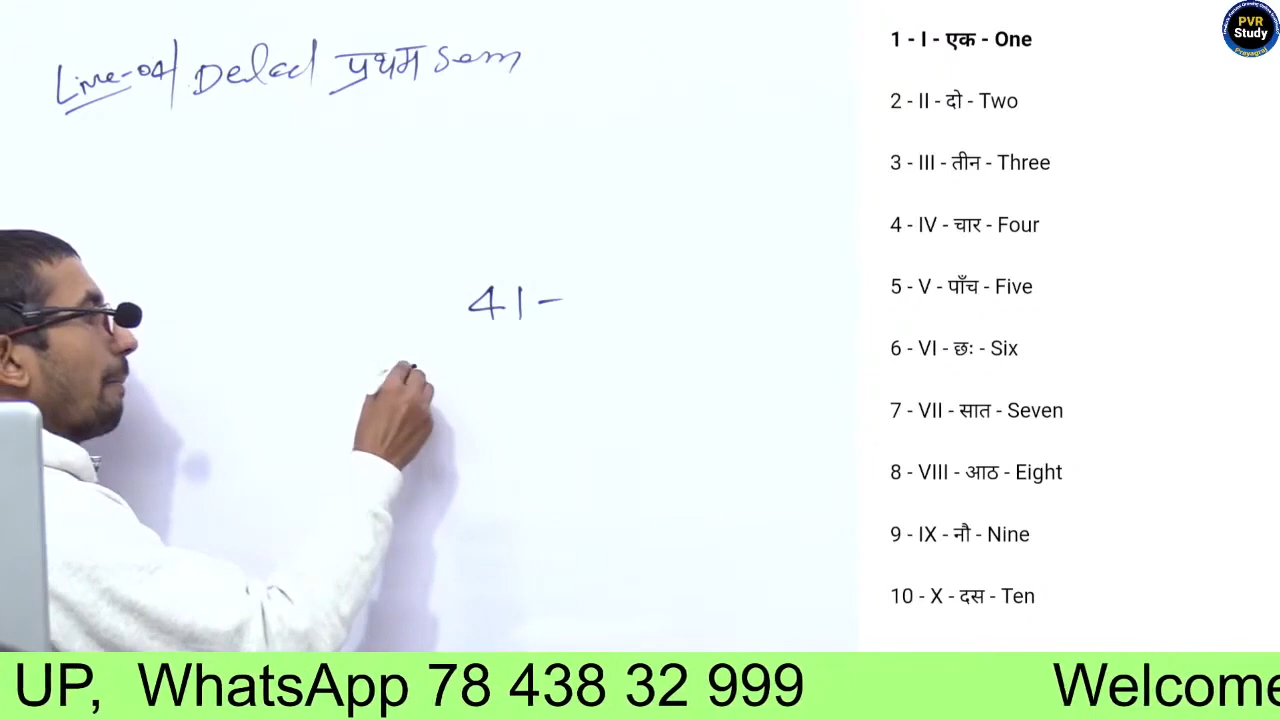 Live-04 Deled प्रथम Sem
41-
1 - I - एक - One
2 - II - दो - Two
3 - III - तीन - Three
4 - IV - चार - Four
5 - V - पाँच - Five
6 - VI - छः - Six
7 - VII - सात - Seven
8 - VIII - आठ - Eight
9 - IX - नौ - Nine
10 - X - दस - Ten
PVR
Study
Prayagraj
UP, WhatsApp 78 438 32 999 Welcome